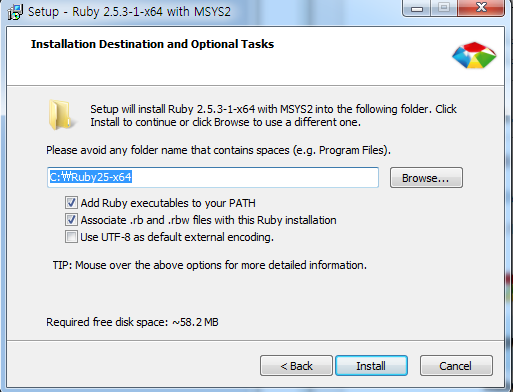 Setup - Ruby 2.5.3-1-x64 with MSYS2
Installation Destination and Optional Tasks
Setup will install Ruby 2.5.3-1-x64 with MSYS2 into the following folder. Click
Install to continue or click Browse to use a different one.
Please avoid any folder name that contains spaces (e.g. Program Files).
C:₩Ruby25-x64
Browse...
Add Ruby executables to your PATH
Associate .rb and .rbw files with this Ruby installation
Use UTF-8 as default external encoding.
TIP: Mouse over the above options for more detailed information.
Required free disk space: ~58.2 MB
< Back
Install
Cancel